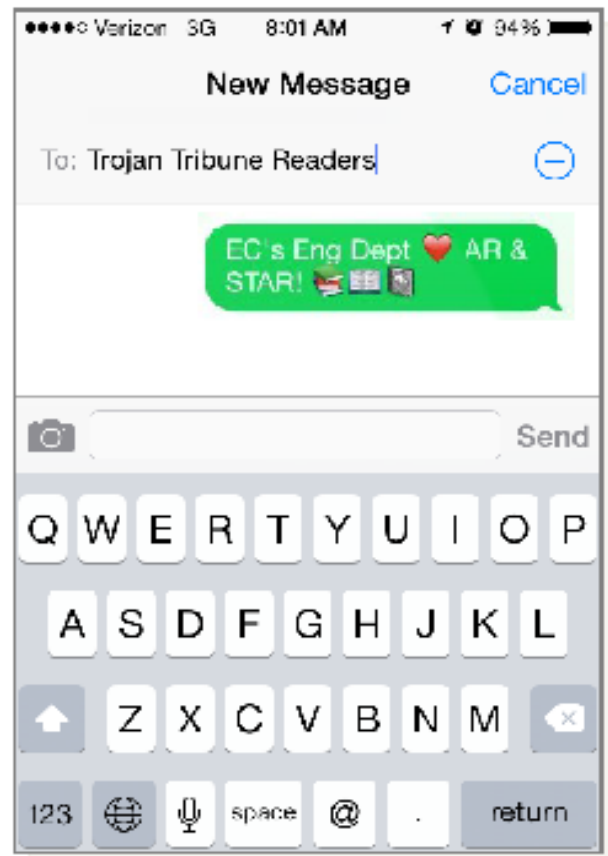 Verizon 3G 8:01 AM 94%
New Message Cancel
To: Trojan Tribune Readers
EC's Eng Dept ❤️ AR &
STAR! 📚📖📓
Send
Q W E R T Y U I O P
A S D F G H J K L
Z X C V B N M
123 space @ . return